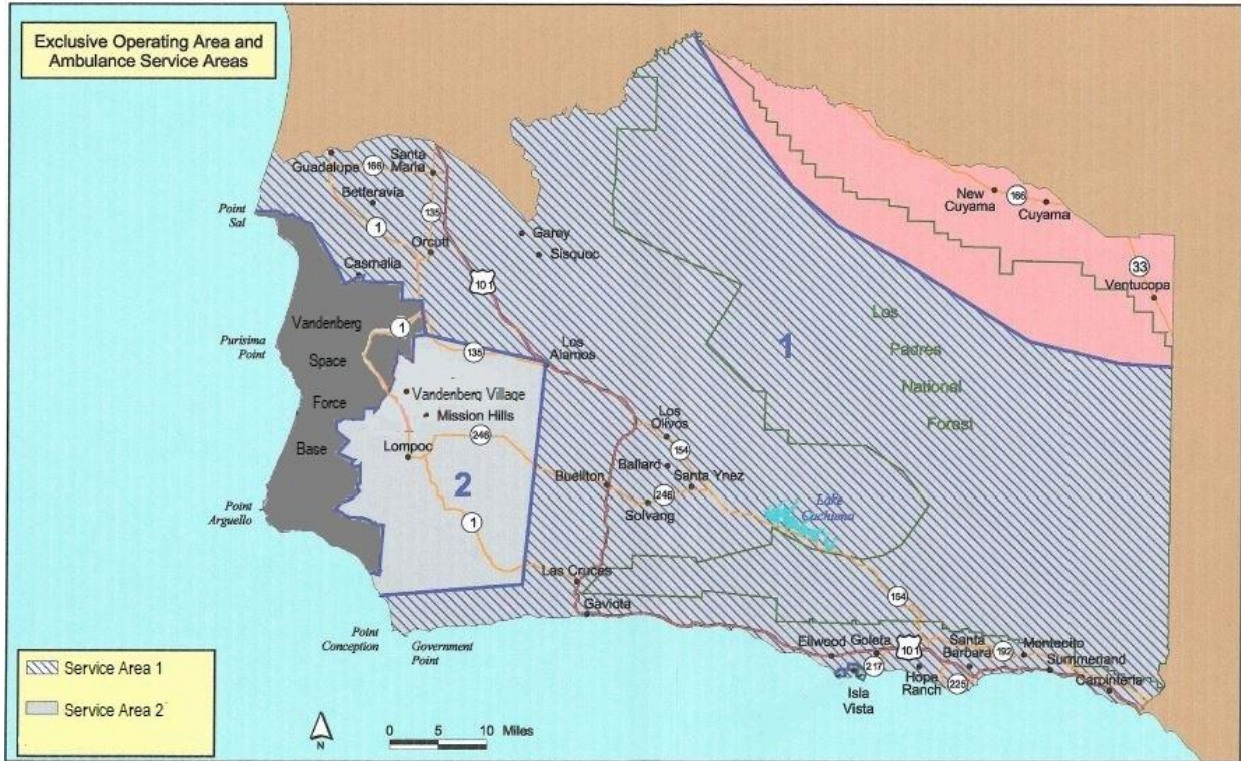 Exclusive Operating Area and
Ambulance Service Areas
Guadalupe
166
Santa
Maria
Betteravia
135
1
Point
Sal
Orcutt
Garey
Sisquoc
Casmalia
101
New
Cuyama
166
Cuyama
33
Ventucopa
Vandenberg
Space
Force
Base
1
Purisima
Point
135
Los
Alamos
1
Los
Padres
National
Forest
Vandenberg Village
Mission Hills
246
Lompoc
2
1
Los
Olivos
154
Ballard
Santa Ynez
Buellton
246
Solvang
Lake
Cachuma
Point
Arguello
Las Cruces
Gaviota
154
Point
Conception
Government
Point
Ellwood
Goleta
101
Santa
Barbara
192
Montecito
Summerland
Carpinteria
217
Isla
Vista
Hope
Ranch
225
Service Area 1
Service Area 2
N
0 5 10 Miles